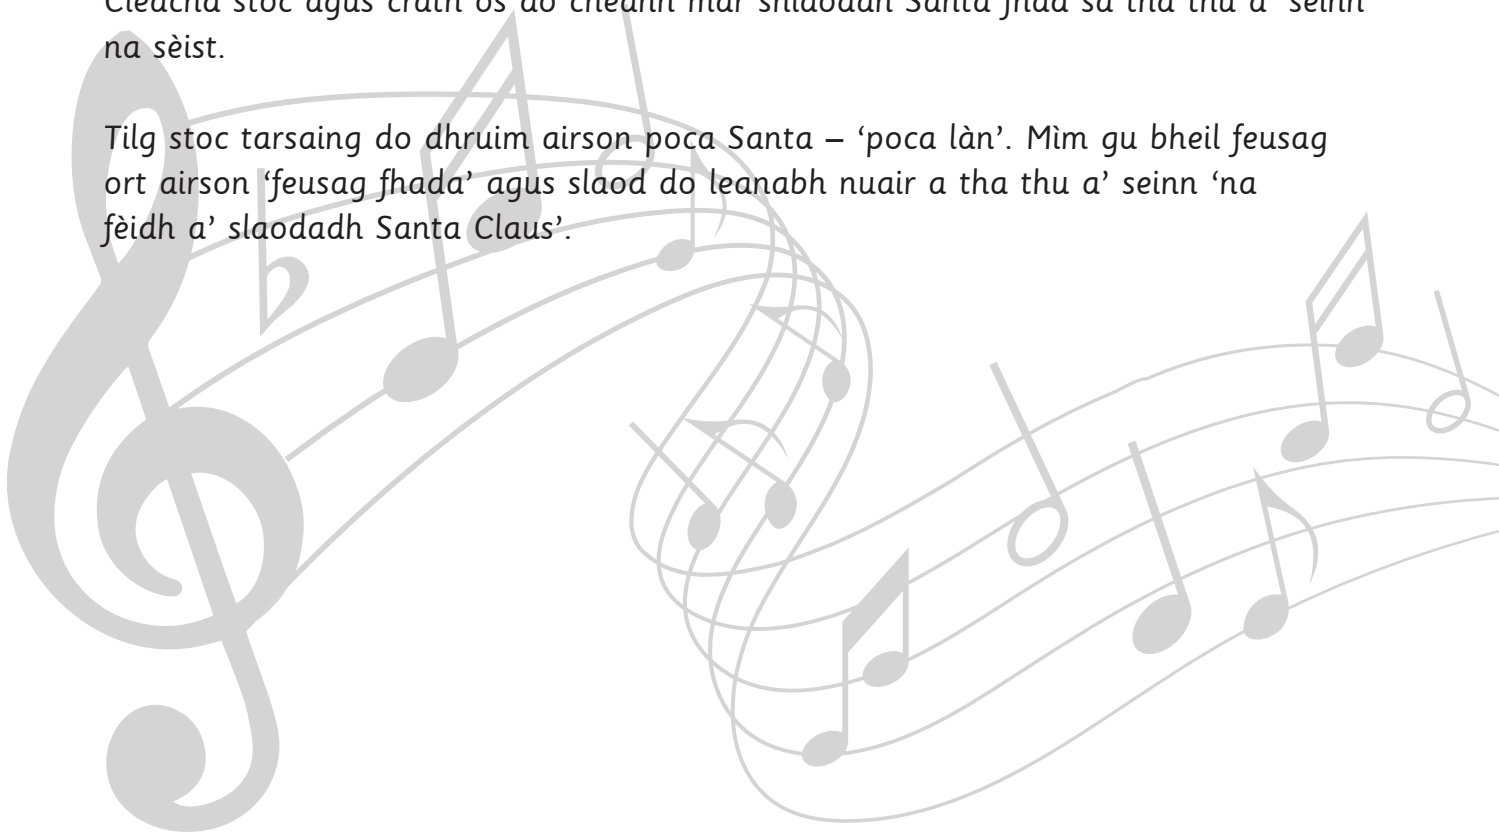 Cleachd stoc agus crath os do cheann mar shlaodadh Santa fhad sa tha thu a’ seinn
na sèist.
Tilg stoc tarsaing do dhruim airson poca Santa – ‘poca làn’. Mìm gu bheil feusag
ort airson ‘feusag fhada’ agus slaod do leanabh nuair a tha thu a’ seinn ‘na
fèidh a’ slaodadh Santa Claus’.